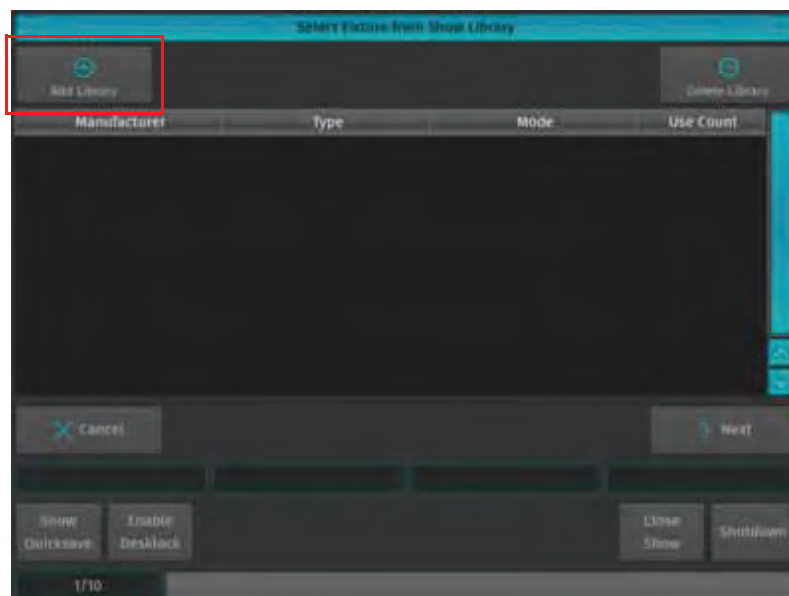 Select Fixture from Show Library
Add Library
Delete Library
Manufacturer Type Mode Use Count
Cancel
Next
Show Quicksave
Enable Desklock
Close Show
Shutdown
1/10